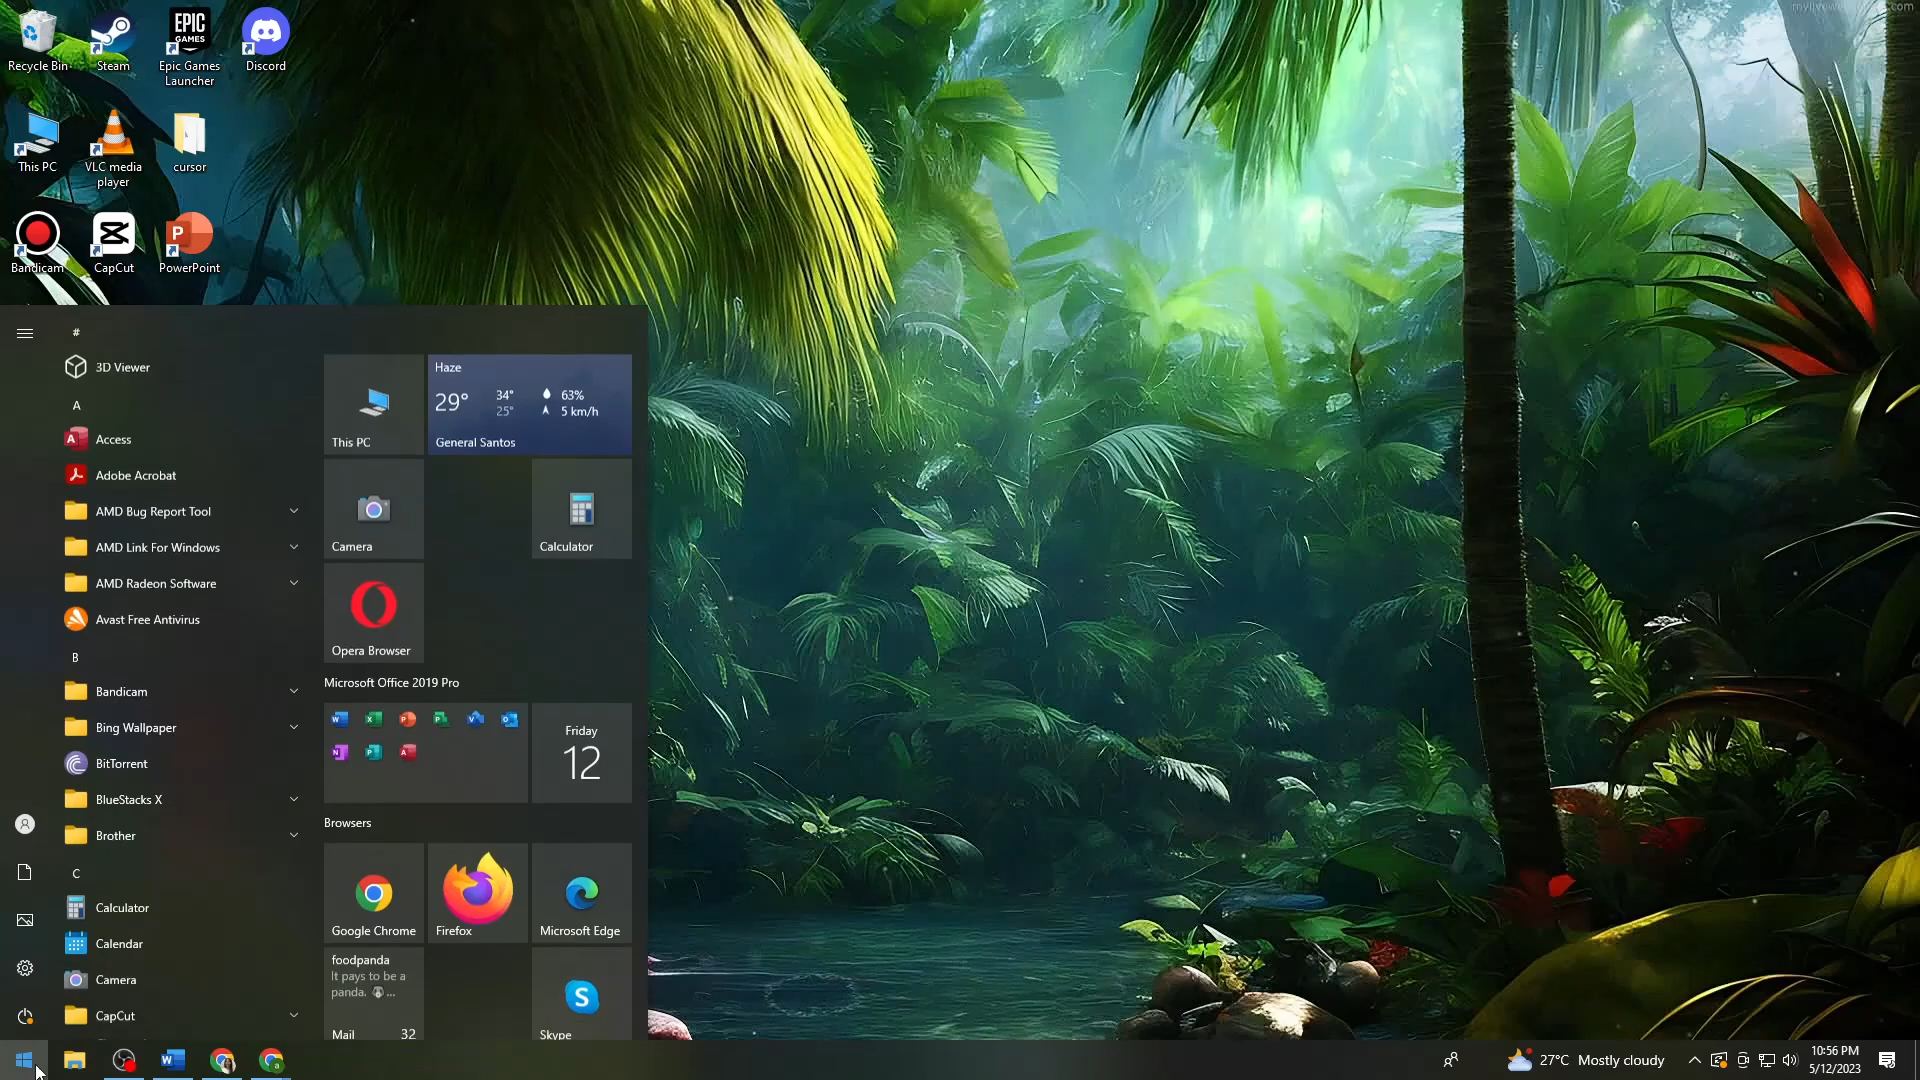 mylivewallpapers.com
Recycle Bin
Steam
EPIC
GAMES
Epic Games
Launcher
Discord
This PC
VLC media
player
cursor
Bandicam
CapCut
P
PowerPoint
#
3D Viewer
A
Access
Adobe Acrobat
AMD Bug Report Tool
AMD Link For Windows
AMD Radeon Software
Avast Free Antivirus
B
Bandicam
Bing Wallpaper
BitTorrent
BlueStacks X
Brother
C
Calculator
Calendar
Camera
CapCut
This PC
Haze
29°
34°
25°
63%
5 km/h
General Santos
Camera
Calculator
Opera Browser
Microsoft Office 2019 Pro
Friday
12
Browsers
Google Chrome
Firefox
Microsoft Edge
foodpanda
It pays to be a
panda. ...
Mail 32
S
Skype
27°C Mostly cloudy
10:56 PM
5/12/2023